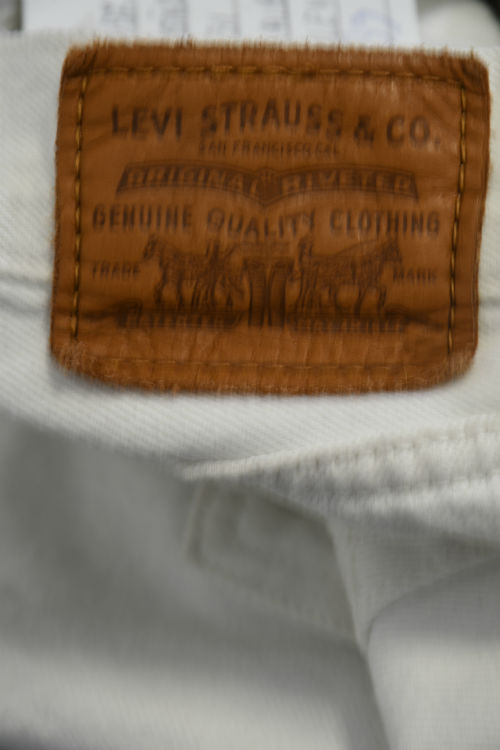 LEVI STRAUSS & CO.
SAN FRANCISCO CAL.
ORIGINAL RIVETED
GENUINE QUALITY CLOTHING
TRADE MARK